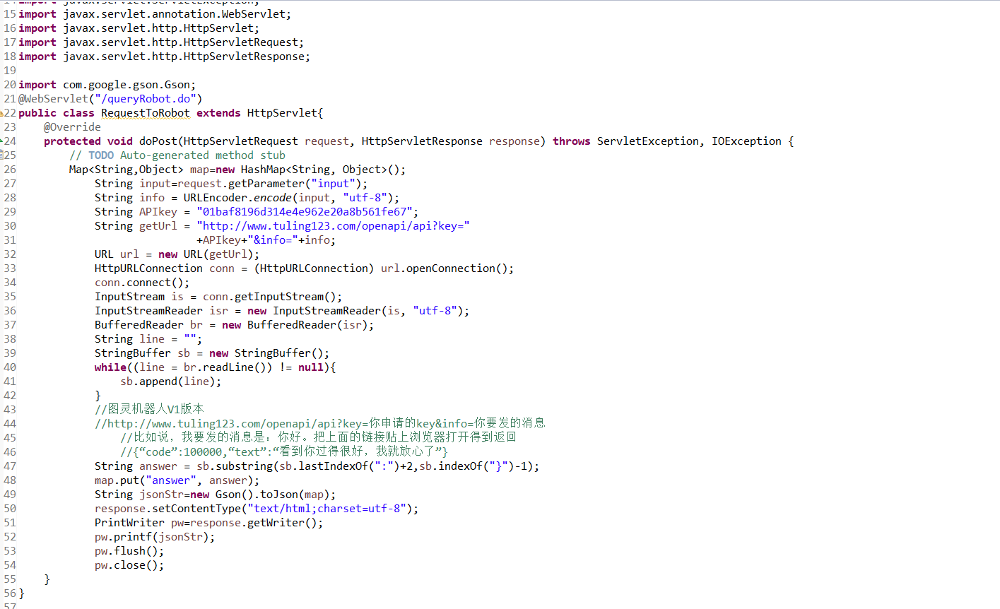 14import javax.servlet.ServletException;
15import javax.servlet.annotation.WebServlet;
16import javax.servlet.http.HttpServlet;
17import javax.servlet.http.HttpServletRequest;
18import javax.servlet.http.HttpServletResponse;
19
20import com.google.gson.Gson;
21@WebServlet("/queryRobot.do")
22public class RequestToRobot extends HttpServlet{
23    @Override
24    protected void doPost(HttpServletRequest request, HttpServletResponse response) throws ServletException, IOException {
25        // TODO Auto-generated method stub
26        Map<String,Object> map=new HashMap<String, Object>();
27            String input=request.getParameter("input");
28            String info = URLEncoder.encode(input, "utf-8");
29            String APIkey = "01baf8196d314e4e962e20a8b561fe67";
30            String getUrl = "http://www.tuling123.com/openapi/api?key="
31                            +APIkey+"&info="+info;
32            URL url = new URL(getUrl);
33            HttpURLConnection conn = (HttpURLConnection) url.openConnection();
34            conn.connect();
35            InputStream is = conn.getInputStream();
36            InputStreamReader isr = new InputStreamReader(is, "utf-8");
37            BufferedReader br = new BufferedReader(isr);
38            String line = "";
39            StringBuffer sb = new StringBuffer();
40            while((line = br.readLine()) != null){
41                sb.append(line);
42            }
43            //图灵机器人V1版本
44            //http://www.tuling123.com/openapi/api?key=你申请的key&info=你要发的消息
45                //比如说，我要发的消息是：你好。把上面的链接贴上浏览器打开得到返回
46                //{“code”:100000,“text”:“看到你过得很好，我就放心了”}
47            String answer = sb.substring(sb.lastIndexOf(":")+2,sb.indexOf("}")-1);
48            map.put("answer", answer);
49            String jsonStr=new Gson().toJson(map);
50            response.setContentType("text/html;charset=utf-8");
51            PrintWriter pw=response.getWriter();
52            pw.printf(jsonStr);
53            pw.flush();
54            pw.close();
55    }
56}
57